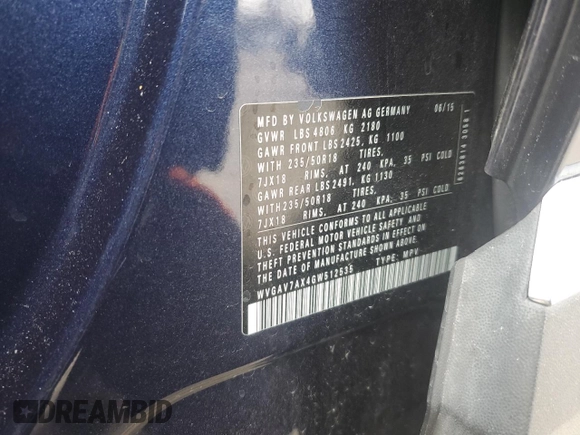 MFD BY VOLKSWAGEN AG GERMANY 06/15
GVWR LBS 4806 KG 2180
GAWR FRONT LBS 2425, KG 1100
WITH 235/50R18 TIRES,
7JX18 RIMS, AT 240 KPA, 35 PSI COLD
GAWR REAR LBS 2491, KG 1130
WITH 235/50R18 TIRES,
7JX18 RIMS, AT 240 KPA, 35 PSI COLD
THIS VEHICLE CONFORMS TO ALL APPLICABLE
U.S. FEDERAL MOTOR VEHICLE SAFETY AND
THEFT PREVENTION STANDARDS IN EFFECT ON
THE DATE OF MANUFACTURE SHOWN ABOVE.
WVGAV7AX4GW512535 TYPE: MPV
DREAMBID